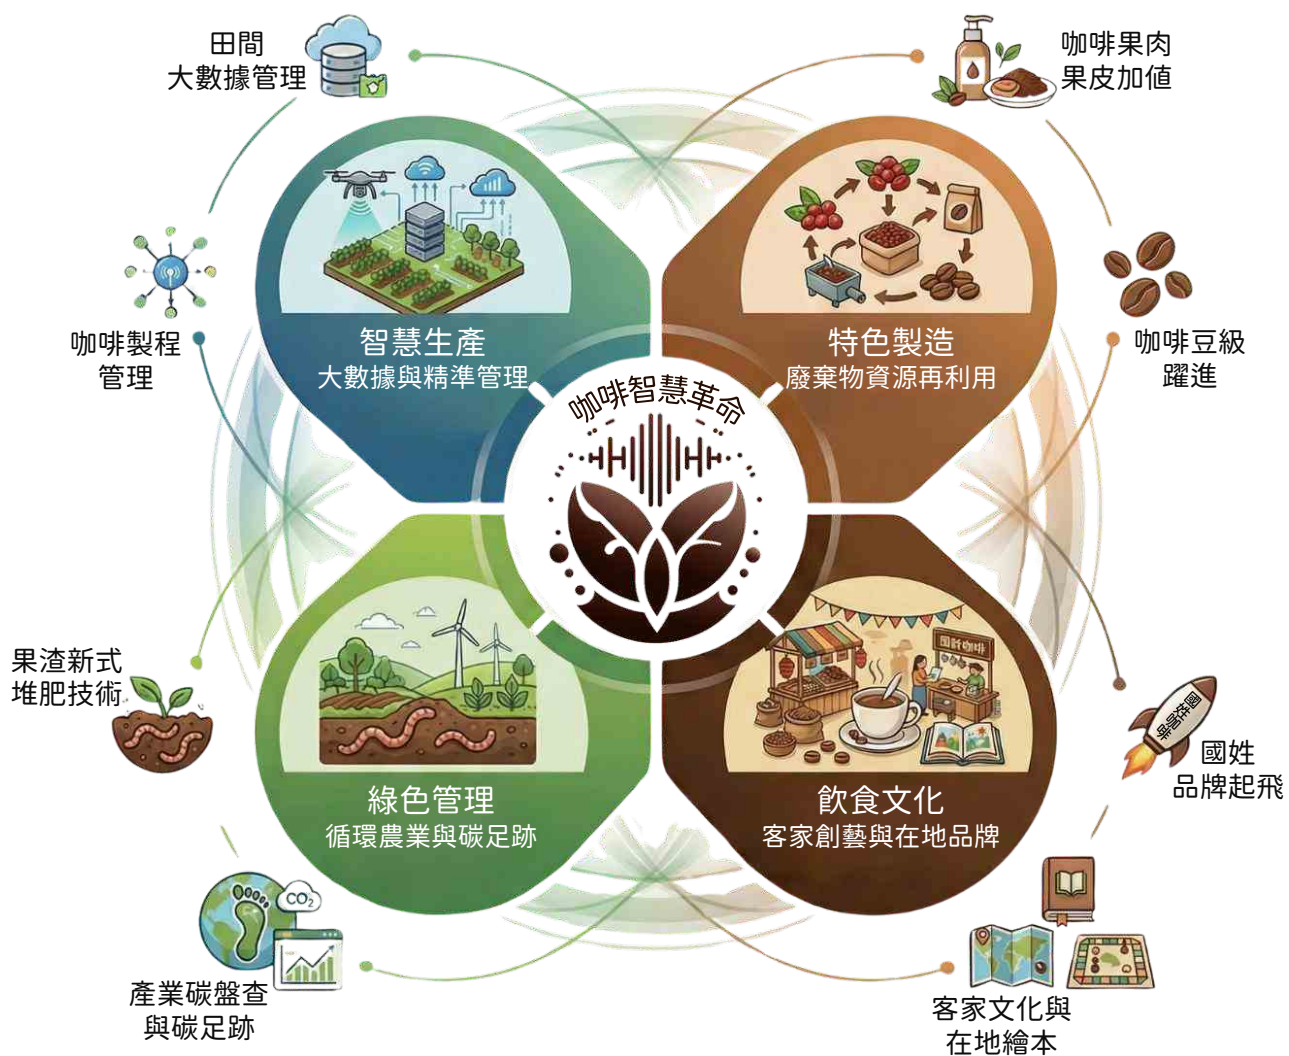 田間
大數據管理
咖啡果肉
果皮加值
智慧生產
大數據與精準管理
特色製造
廢棄物資源再利用
咖啡製程
管理
咖啡豆級
躍進
咖啡智慧革命
果渣新式
堆肥技術
綠色管理
循環農業與碳足跡
飲食文化
客家創藝與在地品牌
國姓咖啡
國姓
品牌起飛
CO₂
產業碳盤查
與碳足跡
客家文化與
在地繪本